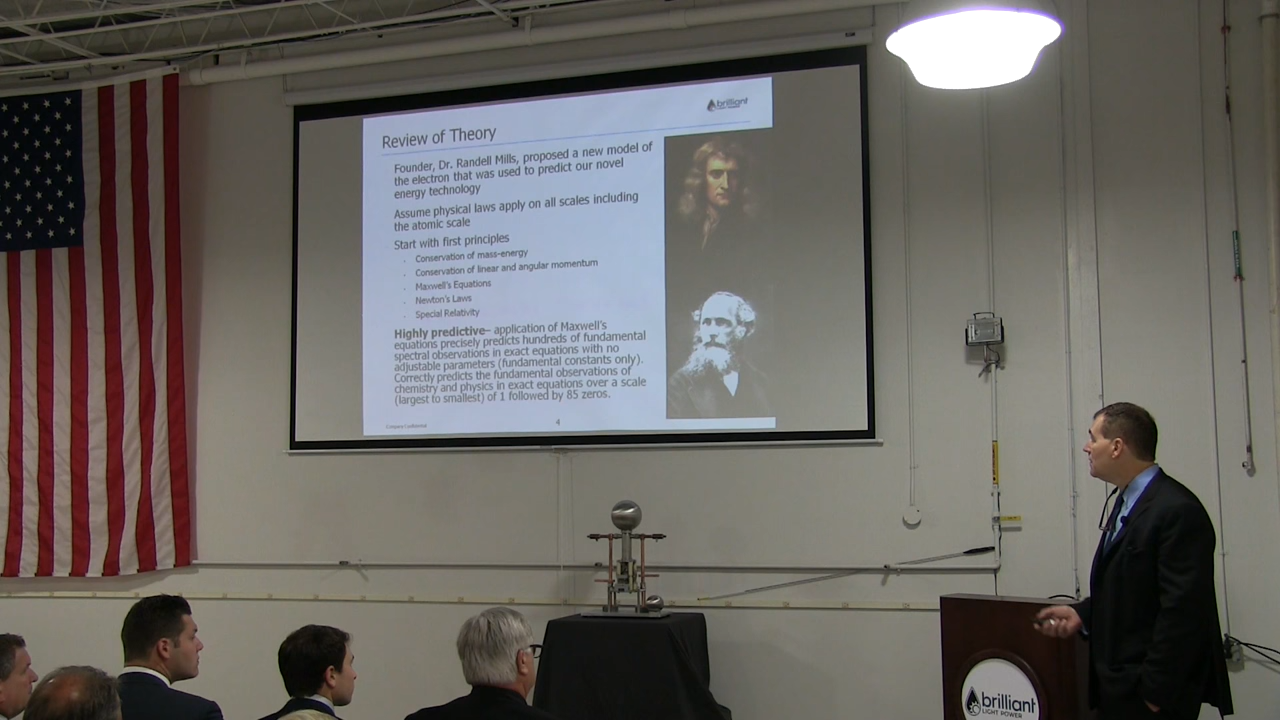 brilliant
LIGHT POWER
Review of Theory
Founder, Dr. Randell Mills, proposed a new model of
the electron that was used to predict our novel
energy technology
Assume physical laws apply on all scales including
the atomic scale
Start with first principles
Conservation of mass-energy
Conservation of linear and angular momentum
Maxwell's Equations
Newton's Laws
Special Relativity
Highly predictive– application of Maxwell's
equations precisely predicts hundreds of fundamental
spectral observations in exact equations with no
adjustable parameters (fundamental constants only).
Correctly predicts the fundamental observations of
chemistry and physics in exact equations over a scale
(largest to smallest) of 1 followed by 85 zeros.
Company Confidential
4
brilliant
LIGHT POWER